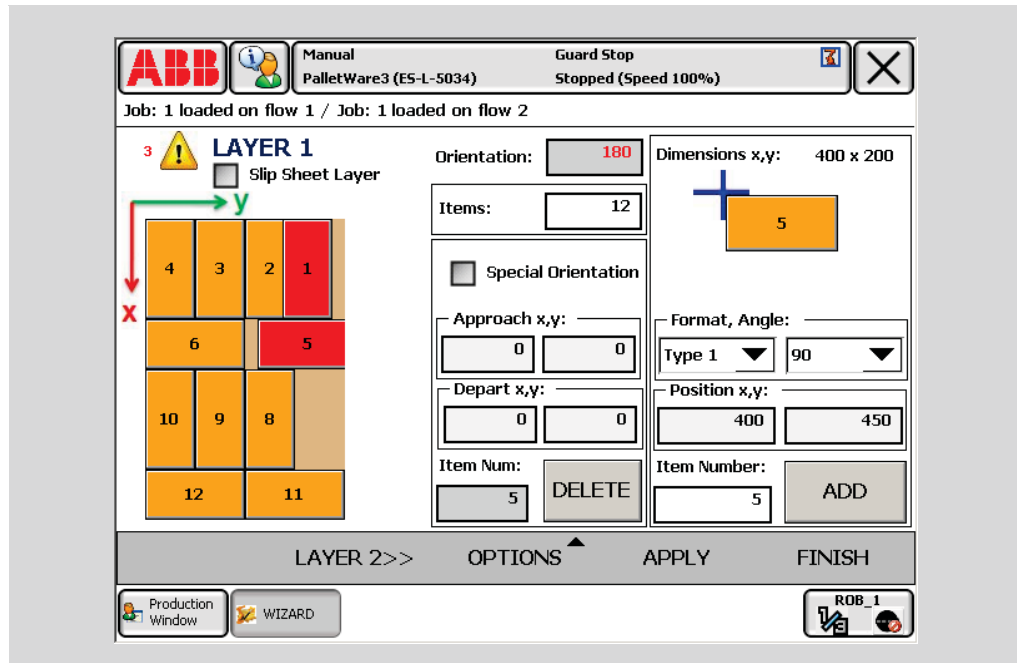 ABB
Manual Guard Stop
PalletWare3 (ES-L-5034) Stopped (Speed 100%)
Job: 1 loaded on flow 1 / Job: 1 loaded on flow 2
3 LAYER 1
Slip Sheet Layer
y
x
4 3 2 1
6 5
10 9 8
12 11
Orientation: 180
Items: 12
Special Orientation
Approach x,y:
0 0
Depart x,y:
0 0
Item Num:
5 DELETE
Dimensions x,y: 400 x 200
5
Format, Angle:
Type 1 90
Position x,y:
400 450
Item Number:
5 ADD
LAYER 2>> OPTIONS APPLY FINISH
Production
Window
WIZARD
ROB_1
1/3